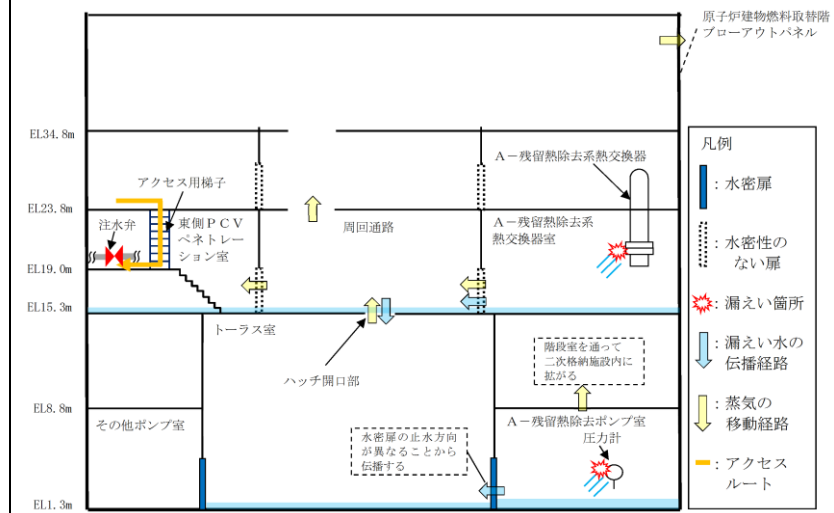 原子炉建物燃料取替階
ブローアウトパネル
EL34.8m
A－残留熱除去系熱交換器
アクセス用梯子
EL23.8m
注水弁
東側PCV
ペネトレー
ション室
周回通路
A－残留熱除去系
熱交換器室
EL19.0m
EL15.3m
トーラス室
ハッチ開口部
階段室を通って
二次格納施設内に
拡がる
EL8.8m
その他ポンプ室
水密扉の止水方向
が異なることから
伝播する
A－残留熱除去ポンプ室
圧力計
EL1.3m
凡例
：水密扉
：水密性の
ない扉
：漏えい箇所
：漏えい水の
伝播経路
：蒸気の
移動経路
：アクセス
ルート